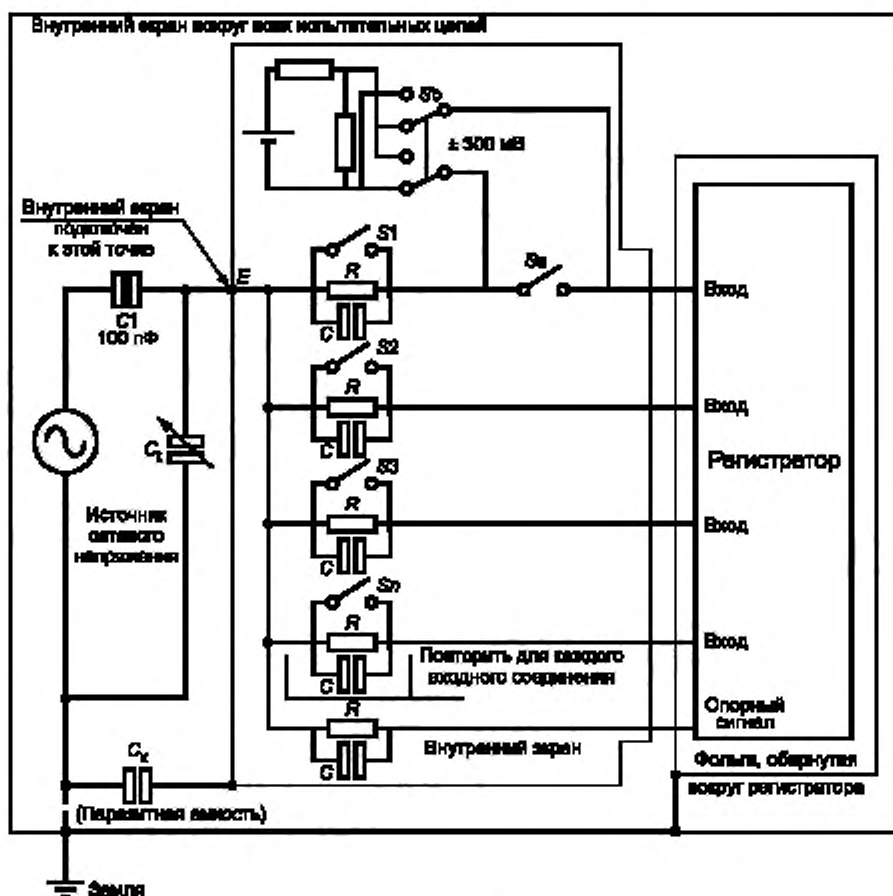 Внутренний экран вокруг всех испытательных цепей
Sb
± 300 мВ
Внутренний экран
подключен
к этой точке
E
S1
R
C
Sa
Вход
C1
100 пФ
S2
R
C
Вход
Ct
Регистратор
S3
R
C
Вход
Источник
сетевого
напряжения
Sn
R
C
Вход
Повторить для каждого
входного соединения
R
C
Опорный
сигнал
Внутренний экран
Cx
(Паразитная емкость)
Фольга, обернутая
вокруг регистратора
Земля